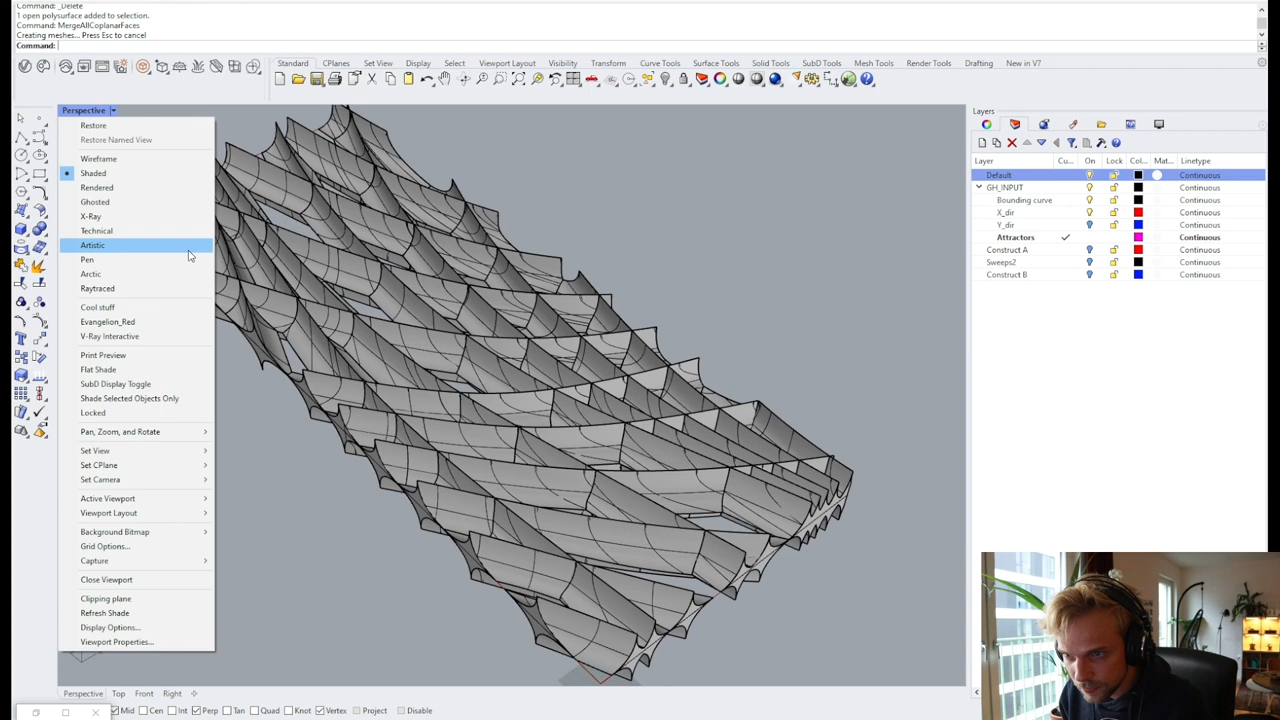 Command: _Delete
1 open polysurface added to selection.
Command: MergeAllCoplanarFaces
Creating meshes... Press Esc to cancel
Command:
Standard CPlanes Set View Display Select Viewport Layout Visibility Transform Curve Tools Surface Tools Solid Tools SubD Tools Mesh Tools Render Tools Drafting New in V7
Perspective
Restore
Restore Named View
Wireframe
Shaded
Rendered
Ghosted
X-Ray
Technical
Artistic
Pen
Arctic
Raytraced
Cool stuff
Evangelion_Red
V-Ray Interactive
Print Preview
Flat Shade
SubD Display Toggle
Shade Selected Objects Only
Locked
Pan, Zoom, and Rotate
Set View
Set CPlane
Set Camera
Active Viewport
Viewport Layout
Background Bitmap
Grid Options...
Capture
Close Viewport
Clipping plane
Refresh Shade
Display Options...
Viewport Properties...
Layers
Layer Cu... On Lock Col... Mat... Linetype
Default Continuous
GH_INPUT Continuous
Bounding curve Continuous
X_dir Continuous
Y_dir Continuous
Attractors Continuous
Construct A Continuous
Sweeps2 Continuous
Construct B Continuous
Perspective Top Front Right
Mid Cen Int Perp Tan Quad Knot Vertex Project Disable